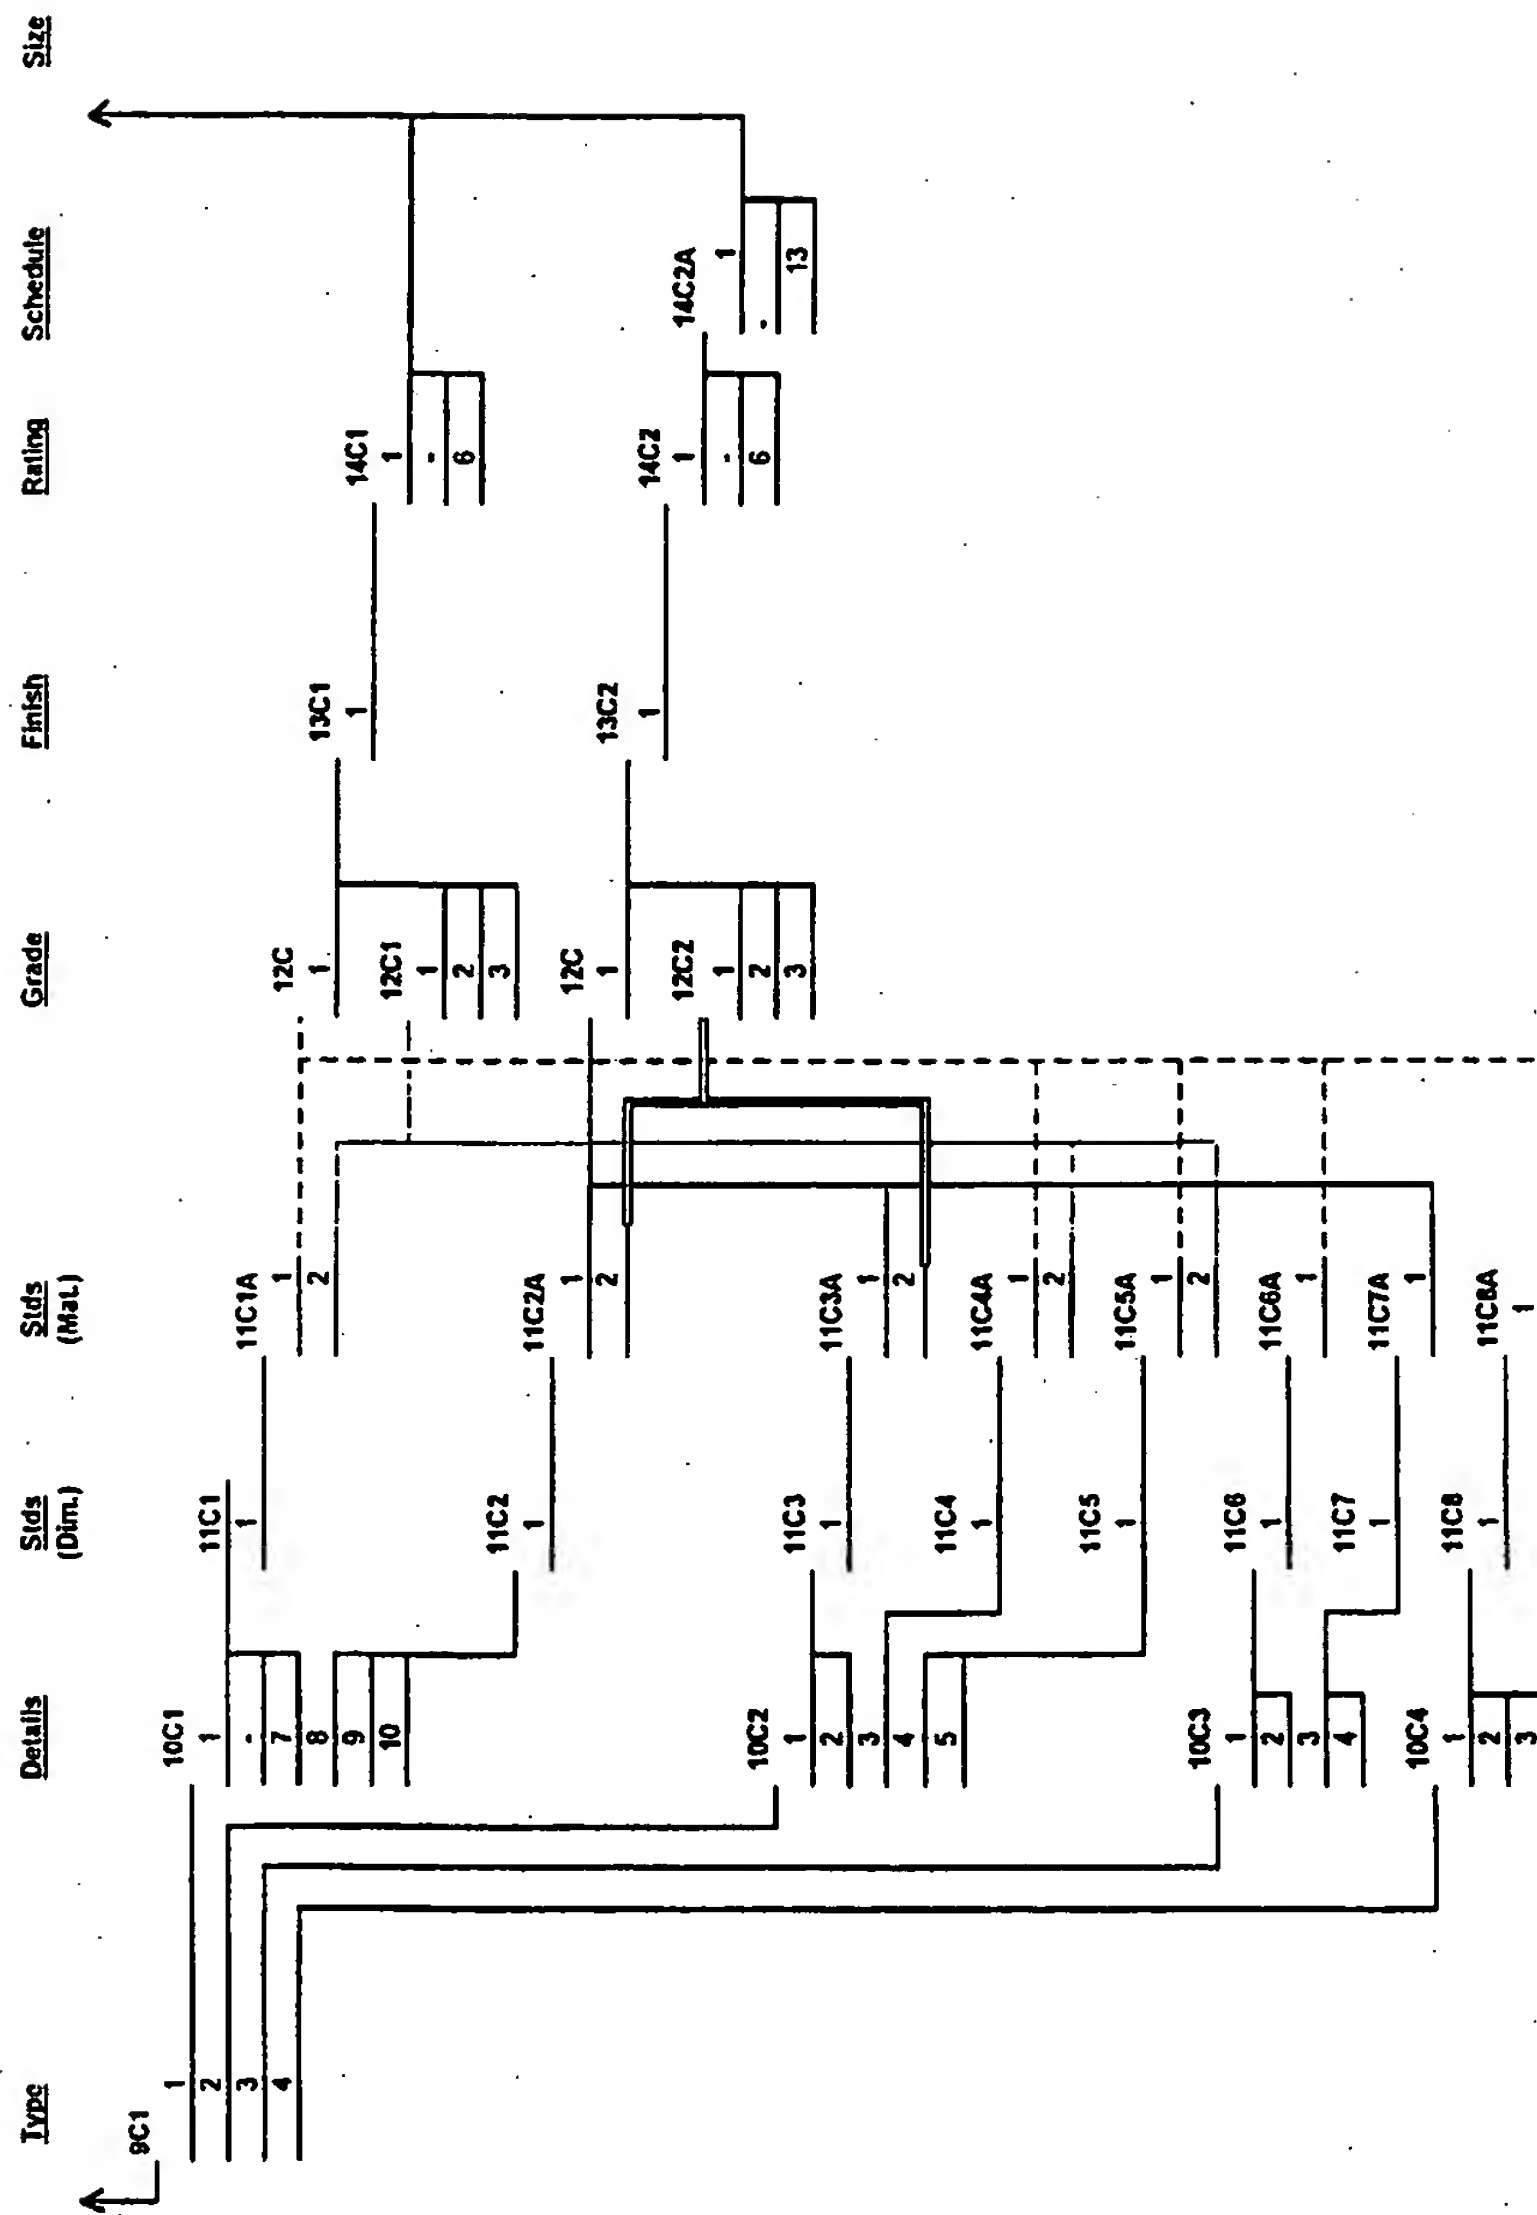 Type
Details
Stds
(Dim.)
Stds
(Mat.)
Grade
Finish
Rating
Schedule
Size
9C1
1
2
3
4
10C1
1
-
7
8
9
10
10C2
1
2
3
4
5
10C3
1
2
3
4
10C4
1
2
3
11C1
1
11C2
1
11C3
1
11C4
1
11C5
1
11C6
1
11C7
1
11C8
1
11C1A
1
2
11C2A
1
2
11C3A
1
2
11C4A
1
2
11C5A
1
2
11C6A
1
11C7A
1
11C8A
1
12C
1
12C1
1
2
3
12C
1
12C2
1
2
3
13C1
1
13C2
1
14C1
1
-
6
14C2
1
-
6
14C2A
1
-
13